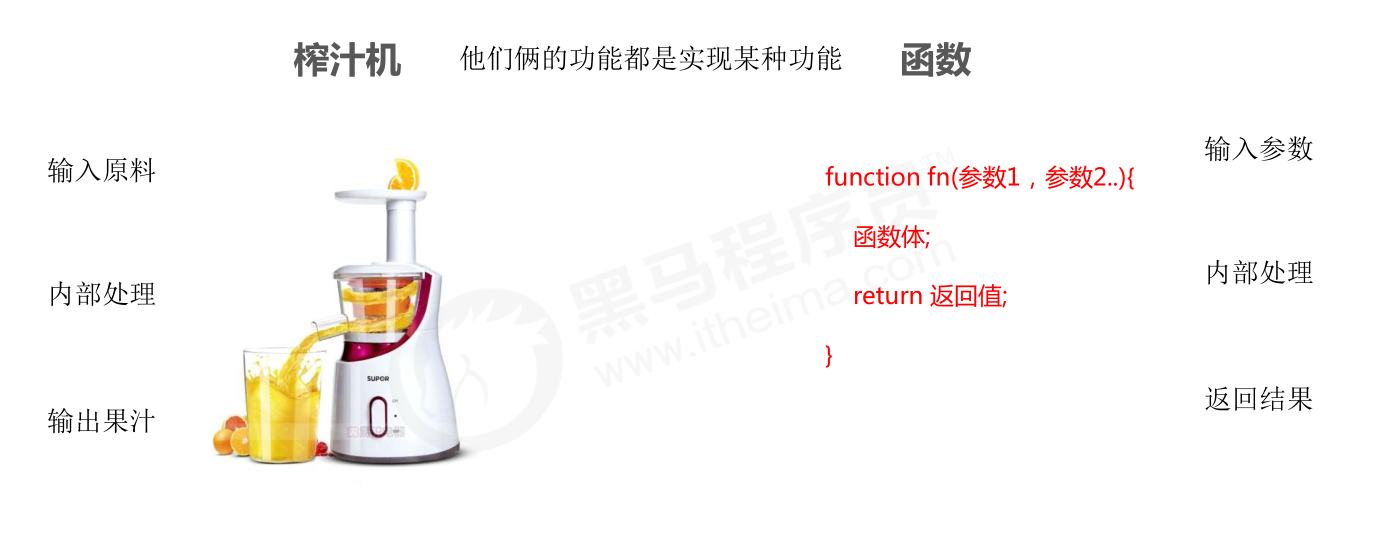 榨汁机 他们俩的功能都是实现某种功能 函数
输入原料
内部处理
输出果汁
SUPOR
function fn(参数1，参数2..){
函数体;
return 返回值;
}
输入参数
内部处理
返回结果
黑马程序员™
www.itheima.com